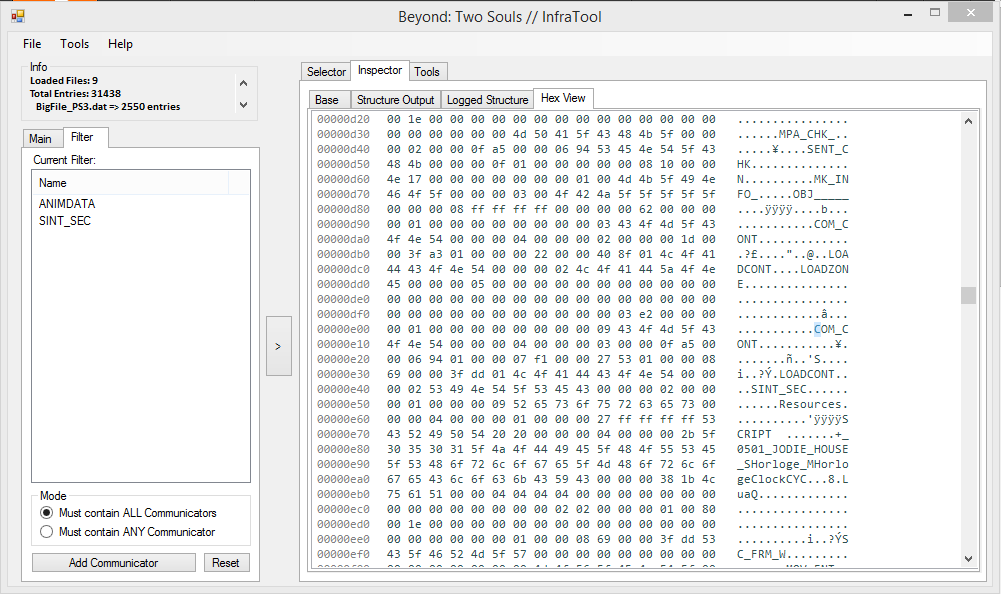 Beyond: Two Souls // InfraTool
File Tools Help
Info
Loaded Files: 9
Total Entries: 31438
BigFile_PS3.dat => 2550 entries
Main Filter
Current Filter:
Name
ANIMDATA
SINT_SEC
Mode
Must contain ALL Communicators
Must contain ANY Communicator
Add Communicator Reset
>
Selector Inspector Tools
Base Structure Output Logged Structure Hex View
00000d20 00 1e 00 00 00 00 00 00 00 00 00 00 00 00 00 00 ................
00000d30 00 00 00 00 00 00 4d 50 41 5f 43 48 4b 5f 00 00 ......MPA_CHK_..
00000d40 00 02 00 00 0f a5 00 00 06 94 53 45 4e 54 5f 43 .....¥....SENT_C
00000d50 48 4b 00 00 00 0f 01 00 00 00 00 00 08 10 00 00 HK..............
00000d60 4e 17 00 00 00 00 00 00 00 01 00 4d 4b 5f 49 4e N..........MK_IN
00000d70 46 4f 5f 00 00 00 03 00 4f 42 4a 5f 5f 5f 5f 5f FO_.....OBJ_____
00000d80 00 00 00 08 ff ff ff ff 00 00 00 00 62 00 00 00 ....ÿÿÿÿ....b...
00000d90 00 01 00 00 00 00 00 00 00 00 03 43 4f 4d 5f 43 ...........COM_C
00000da0 4f 4e 54 00 00 00 04 00 00 00 02 00 00 00 1d 00 ONT.............
00000db0 00 3f a3 01 00 00 00 22 00 00 40 8f 01 4c 4f 41 .?£...."..@..LOA
00000dc0 44 43 4f 4e 54 00 00 00 02 4c 4f 41 44 5a 4f 4e DCONT....LOADZON
00000dd0 45 00 00 00 05 00 00 00 00 00 00 00 00 00 00 00 E...............
00000de0 00 00 00 00 00 00 00 00 00 00 00 00 00 00 00 00 ................
00000df0 00 00 00 00 00 00 00 00 00 00 00 03 e2 00 00 00 ............â...
00000e00 00 01 00 00 00 00 00 00 00 00 09 43 4f 4d 5f 43 ...........COM_C
00000e10 4f 4e 54 00 00 00 04 00 00 00 03 00 00 00 0f a5 00 ONT...........¥.
00000e20 00 06 94 01 00 00 07 f1 00 00 27 53 01 00 00 08 .......ñ..'S....
00000e30 69 00 00 3f dd 01 4c 4f 41 44 43 4f 4e 54 00 00 i..?Ý.LOADCONT..
00000e40 00 02 53 49 4e 54 5f 53 45 43 00 00 00 02 00 00 ..SINT_SEC......
00000e50 00 01 00 00 00 09 52 65 73 6f 75 72 63 65 73 00 ......Resources.
00000e60 00 00 04 00 00 00 01 00 00 00 27 ff ff ff ff 53 ..........'ÿÿÿÿS
00000e70 43 52 49 50 54 20 20 00 00 00 04 00 00 00 2b 5f CRIPT  .......+_
00000e80 30 35 30 31 5f 4a 4f 44 49 45 5f 48 4f 55 53 45 0501_JODIE_HOUSE
00000e90 5f 53 48 6f 72 6c 6f 67 65 5f 4d 48 6f 72 6c 6f _SHorloge_MHorlo
00000ea0 67 65 43 6c 6f 63 6b 43 59 43 00 00 00 38 1b 4c geClockCYC...8.L
00000eb0 75 61 51 00 00 04 04 04 04 00 00 00 00 00 00 00 uaQ.............
00000ec0 00 00 00 00 00 00 00 00 02 02 00 00 00 01 00 80 ................
00000ed0 00 1e 00 00 00 00 00 00 00 00 00 00 00 00 00 00 ................
00000ee0 00 00 00 00 00 01 00 00 08 69 00 00 3f dd 53 .........i..?ÝS
00000ef0 43 5f 46 52 4d 5f 57 00 00 00 00 00 00 00 00 00 C_FRM_W.........